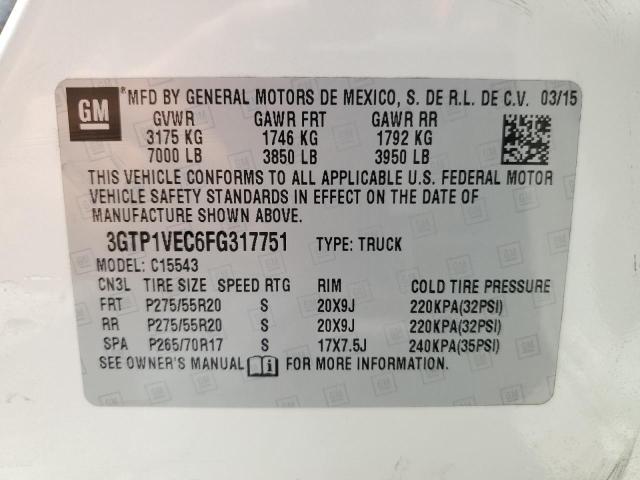 GM ®MFD BY GENERAL MOTORS DE MEXICO, S. DE R.L. DE C.V. 03/15
GVWR GAWR FRT GAWR RR
3175 KG 1746 KG 1792 KG
7000 LB 3850 LB 3950 LB
THIS VEHICLE CONFORMS TO ALL APPLICABLE U.S. FEDERAL MOTOR
VEHICLE SAFETY STANDARDS IN EFFECT ON THE DATE OF
MANUFACTURE SHOWN ABOVE.
3GTP1VEC6FG317751 TYPE: TRUCK
MODEL: C15543
CN3L TIRE SIZE SPEED RTG RIM COLD TIRE PRESSURE
FRT P275/55R20 S 20X9J 220KPA(32PSI)
RR P275/55R20 S 20X9J 220KPA(32PSI)
SPA P265/70R17 S 17X7.5J 240KPA(35PSI)
SEE OWNER'S MANUAL FOR MORE INFORMATION.